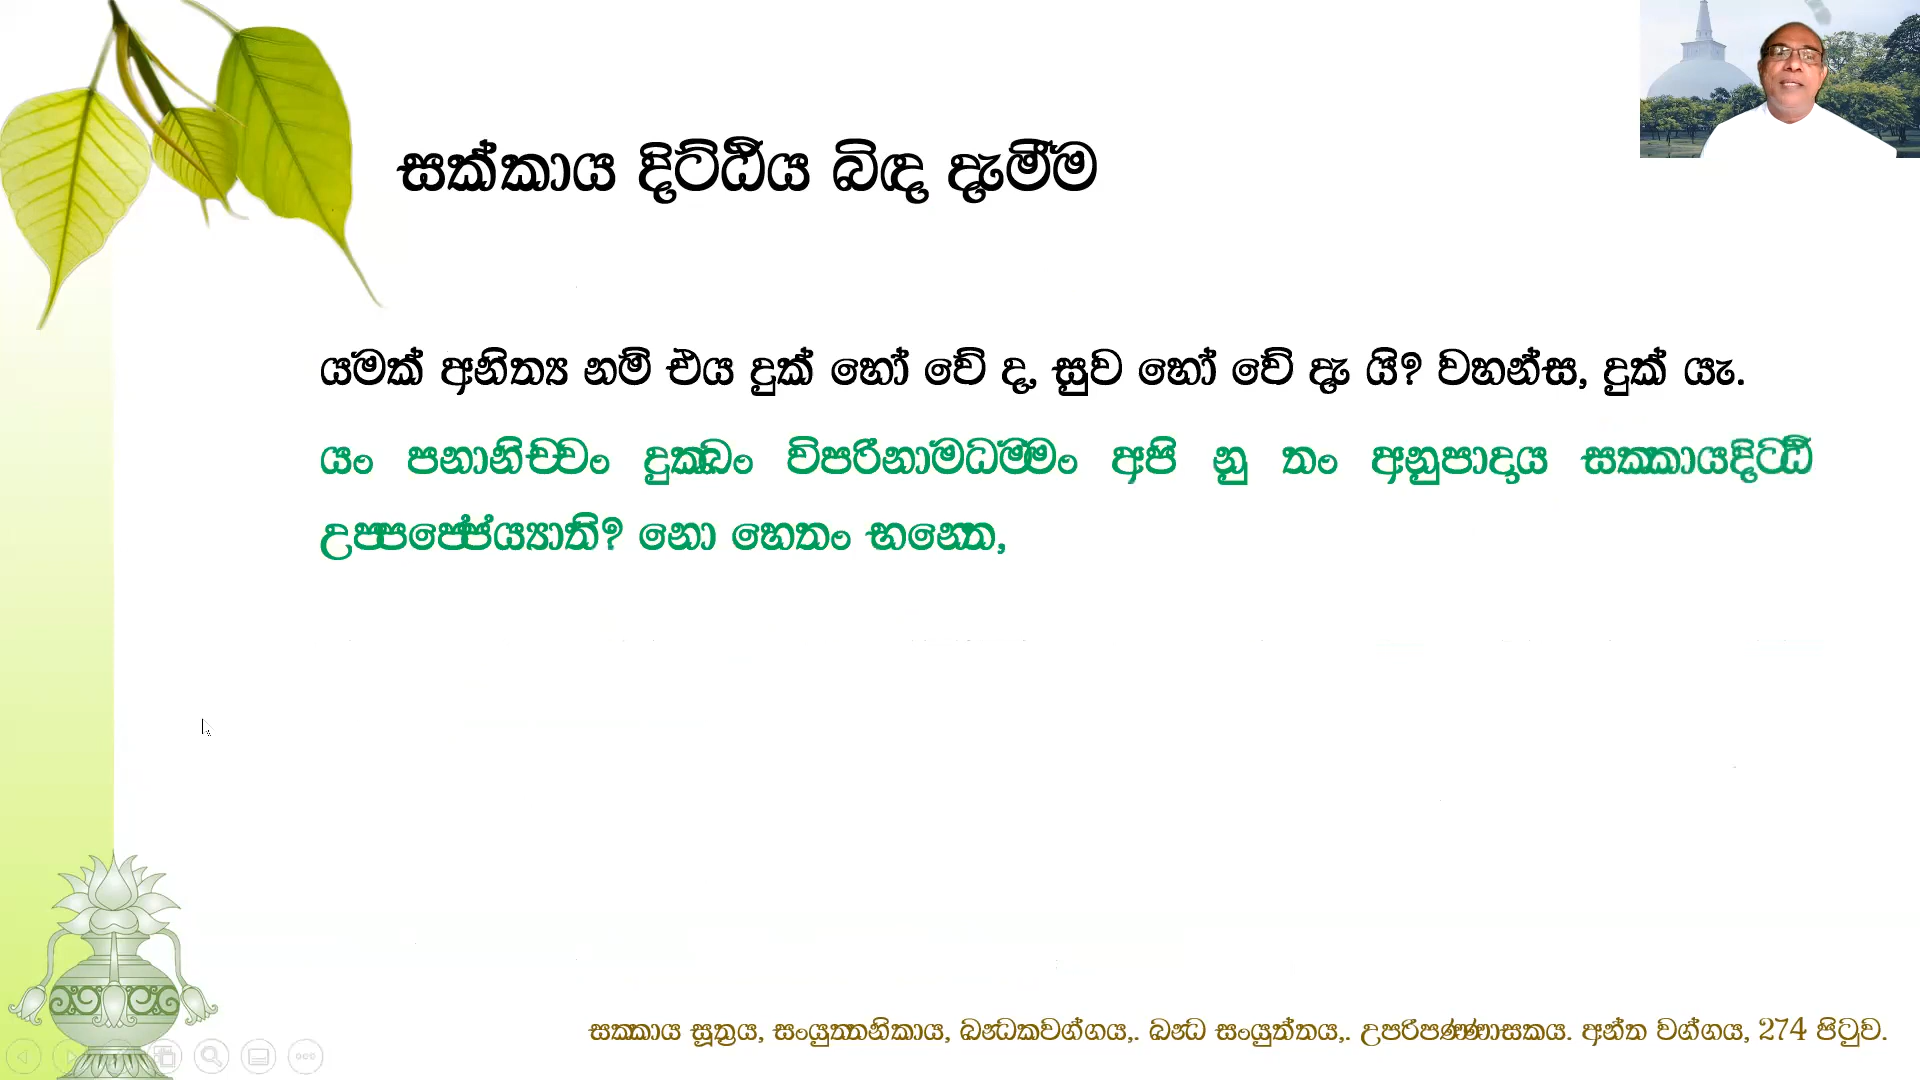 සක්කාය දිට්ඨිය බිඳ දැමීම
යමක් අනිත්‍ය නම් එය දුක් හෝ වේ ද, සුව හෝ වේ දැ යි? වහන්ස, දුක් යැ.
යං පනානිච්චං දුක්ඛං විපරිනාමධම්මං අපි නු තං අනුපාදාය සක්කායදිට්ඨි
උප්පජ්ජෙය්‍යාති? නො හෙතං භන්තෙ,
සක්කාය සූත්‍රය, සංයුත්තනිකාය, ඛන්ධකවග්ගය,. ඛන්ධ සංයුත්තය,. උපරිපණ්ණාසකය. අන්ත වග්ගය, 274 පිටුව.